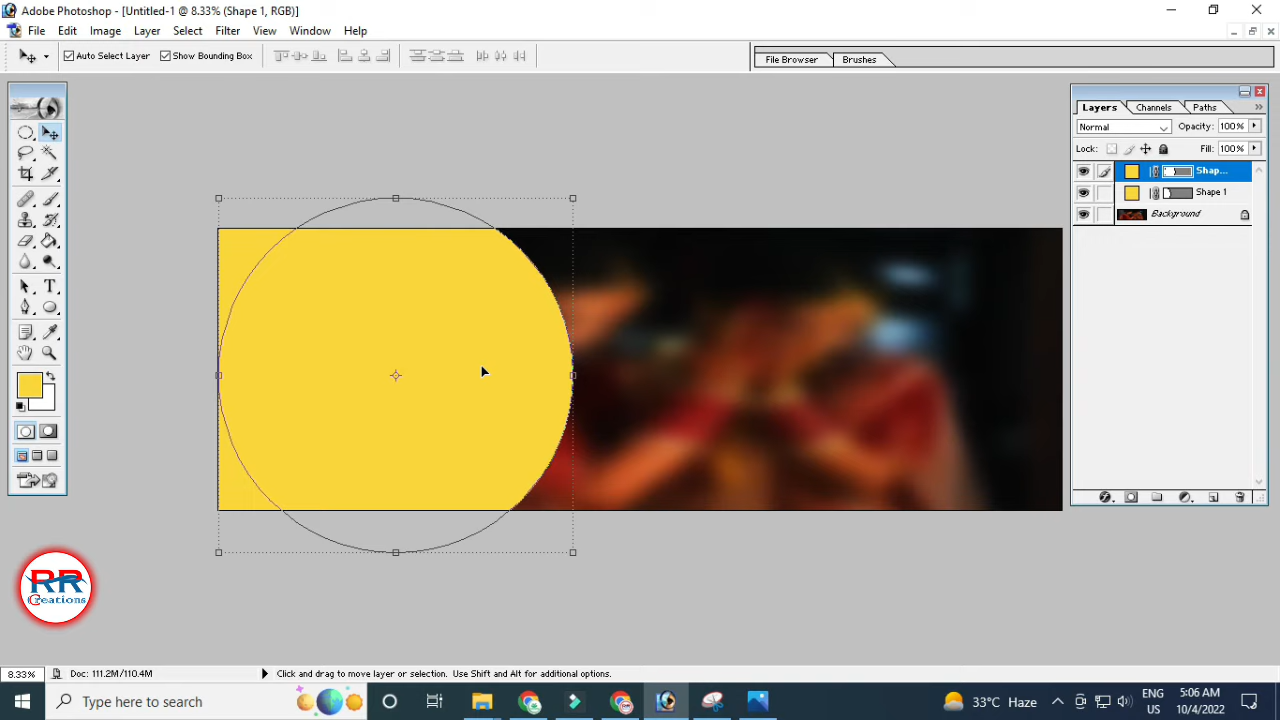 Adobe Photoshop - [Untitled-1 @ 8.33% (Shape 1, RGB)]
File Edit Image Layer Select Filter View Window Help
Auto Select Layer Show Bounding Box
File Browser Brushes
Layers Channels Paths
Normal Opacity: 100%
Lock: Fill: 100%
Shap...
Shape 1
Background
T
RR
Creations
8.33% Doc: 111.2M/110.4M Click and drag to move layer or selection. Use Shift and Alt for additional options.
Type here to search
33°C Haze
ENG
US
5:06 AM
10/4/2022